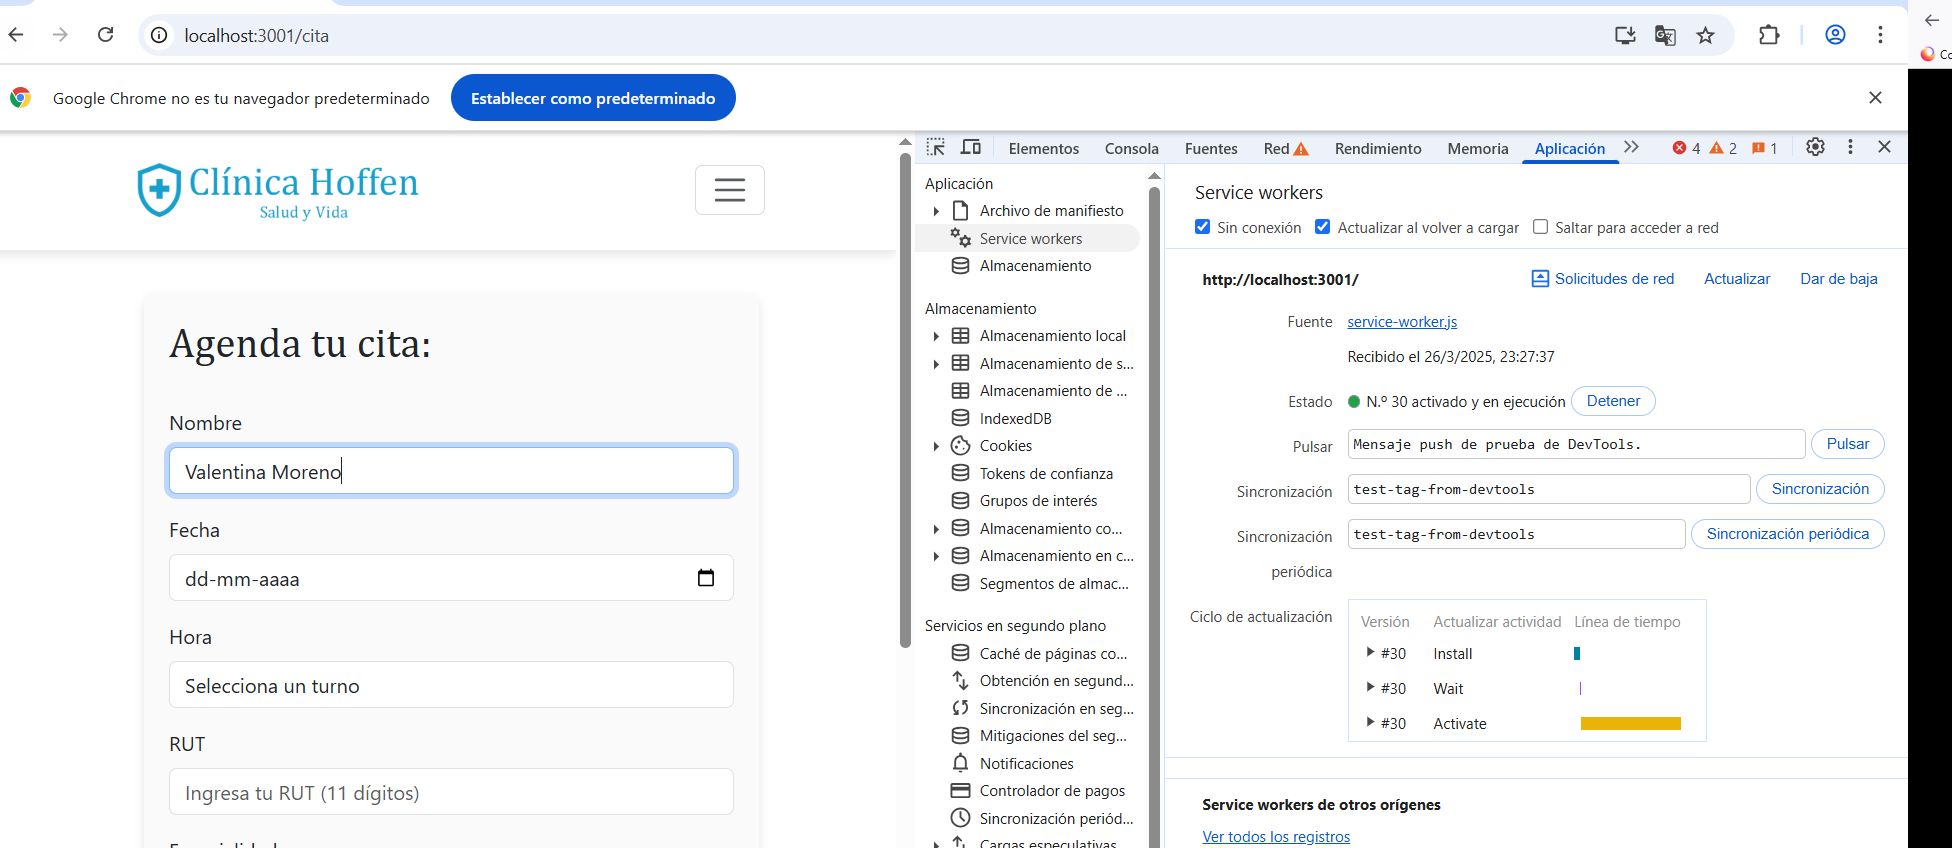 localhost:3001/cita
Co
Google Chrome no es tu navegador predeterminado
Establecer como predeterminado
Clínica Hoffen
Salud y Vida
Agenda tu cita:
Nombre
Valentina Moreno
Fecha
dd-mm-aaaa
Hora
Selecciona un turno
RUT
Ingresa tu RUT (11 dígitos)
Especialidad
Elementos Consola Fuentes Red Rendimiento Memoria Aplicación 4 2 1
Aplicación
Archivo de manifiesto
Service workers
Almacenamiento
Almacenamiento
Almacenamiento local
Almacenamiento de s...
Almacenamiento de ...
IndexedDB
Cookies
Tokens de confianza
Grupos de interés
Almacenamiento co...
Almacenamiento en c...
Segmentos de almac...
Servicios en segundo plano
Caché de páginas co...
Obtención en segund...
Sincronización en seg...
Mitigaciones del seg...
Notificaciones
Controlador de pagos
Sincronización periód...
Cargas especulativas
Service workers
Sin conexión Actualizar al volver a cargar Saltar para acceder a red
http://localhost:3001/ Solicitudes de red Actualizar Dar de baja
Fuente service-worker.js
Recibido el 26/3/2025, 23:27:37
Estado N.º 30 activado y en ejecución Detener
Pulsar Mensaje push de prueba de DevTools. Pulsar
Sincronización test-tag-from-devtools Sincronización
Sincronización test-tag-from-devtools Sincronización periódica
periódica
Ciclo de actualización Versión Actualizar actividad Línea de tiempo
#30 Install
#30 Wait
#30 Activate
Service workers de otros orígenes
Ver todos los registros